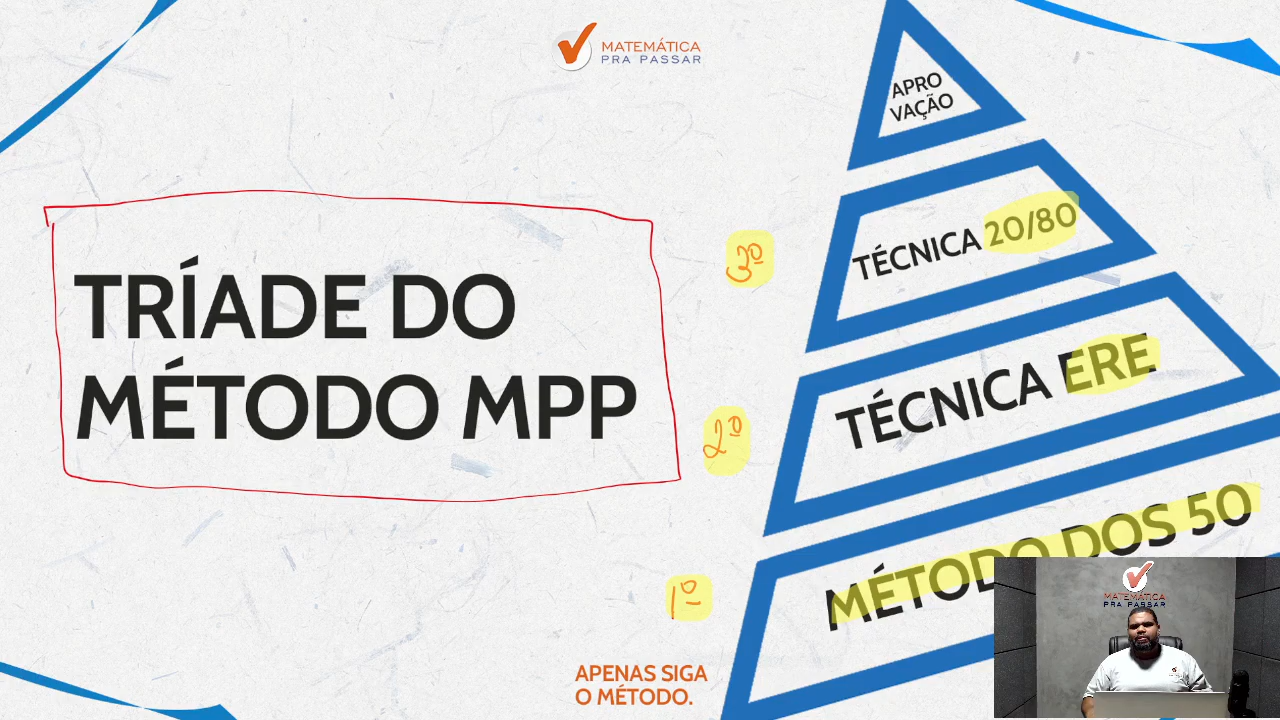 MATEMÁTICA
PRA PASSAR
APRO
VAÇÃO
TRÍADE DO
MÉTODO MPP
3º
TÉCNICA 20/80
2º
TÉCNICA ERE
1º
MÉTODO DOS 50
APENAS SIGA
O MÉTODO.
MATEMÁTICA
PRA PASSAR